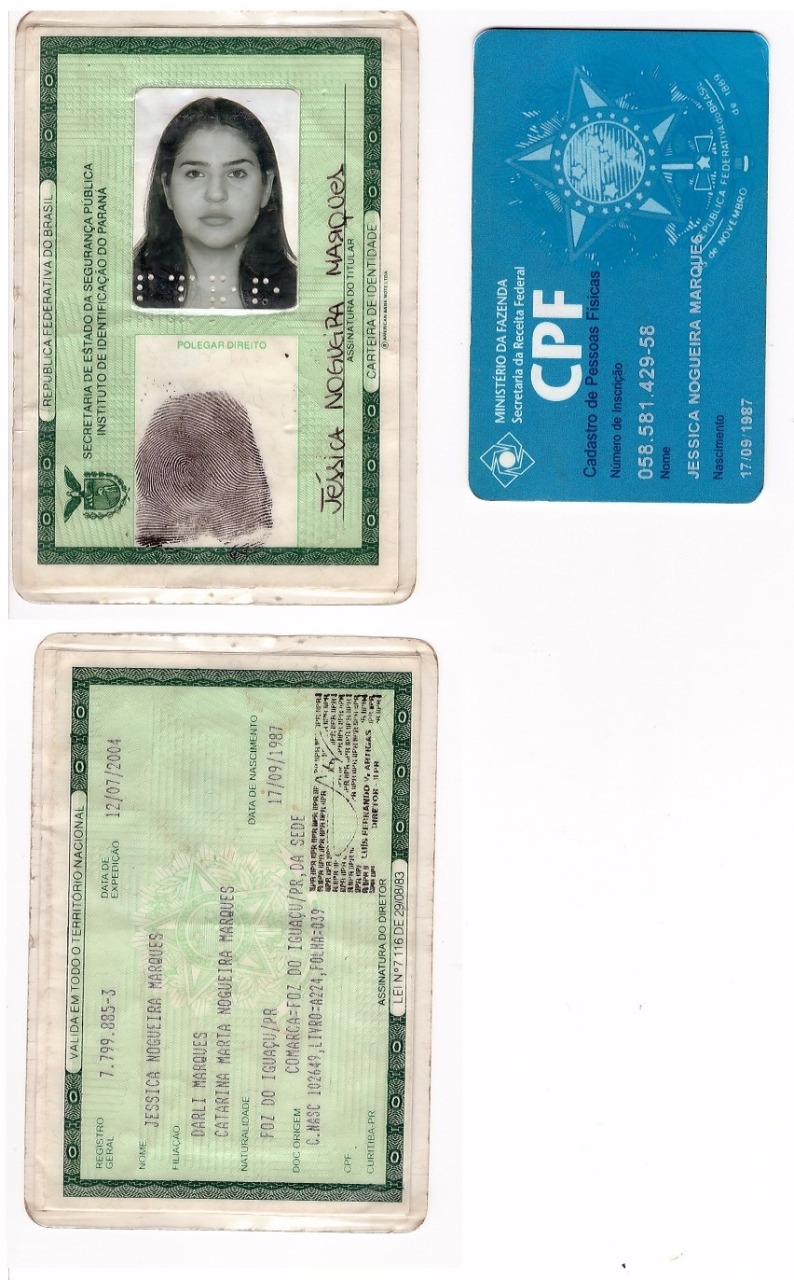 REPÚBLICA FEDERATIVA DO BRASIL
SECRETARIA DE ESTADO DA SEGURANÇA PÚBLICA
INSTITUTO DE IDENTIFICAÇÃO DO PARANÁ
POLEGAR DIREITO
Jéssica NOGUEIRA MARQUES
ASSINATURA DO TITULAR
CARTEIRA DE IDENTIDADE
MINISTÉRIO DA FAZENDA
Secretaria da Receita Federal
CPF
Cadastro de Pessoas Físicas
Número de Inscrição
058.581.429-58
Nome
JESSICA NOGUEIRA MARQUES
Nascimento
17/09/1987
REPÚBLICA FEDERATIVA DO BRASIL
de NOVEMBRO de 1889
VALIDA EM TODO O TERRITÓRIO NACIONAL
REGISTRO GERAL 7.799.885-3 DATA DE EXPEDIÇÃO 12/07/2004
NOME JESSICA NOGUEIRA MARQUES
FILIAÇÃO
DARLI MARQUES
CATARINA MARTA NOGUEIRA MARQUES
NATURALIDADE DATA DE NASCIMENTO
FOZ DO IGUAÇU/PR 17/09/1987
DOC ORIGEM COMARCA=FOZ DO IGUAÇU/PR,DA SEDE
C.NASC 102649,LIVRO=A224,FOLHA=039
CPF
CURITIBA-PR
LUÍS FERNANDO V. ARTIGAS
DIRETOR - IIPR
ASSINATURA DO DIRETOR
LEI Nº 7 116 DE 29/08/83